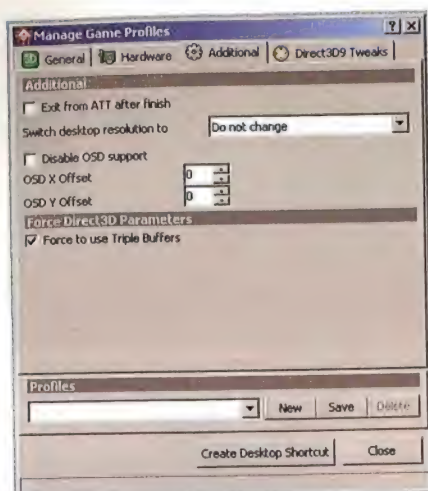 Manage Game Profiles
General Hardware Additional Direct3D9 Tweaks
Additional
Exit from ATT after finish
Switch desktop resolution to Do not change
Disable OSD support
OSD X Offset 0
OSD Y Offset 0
Force Direct3D Parameters
Force to use Triple Buffers
Profiles
New Save Delete
Create Desktop Shortcut Close